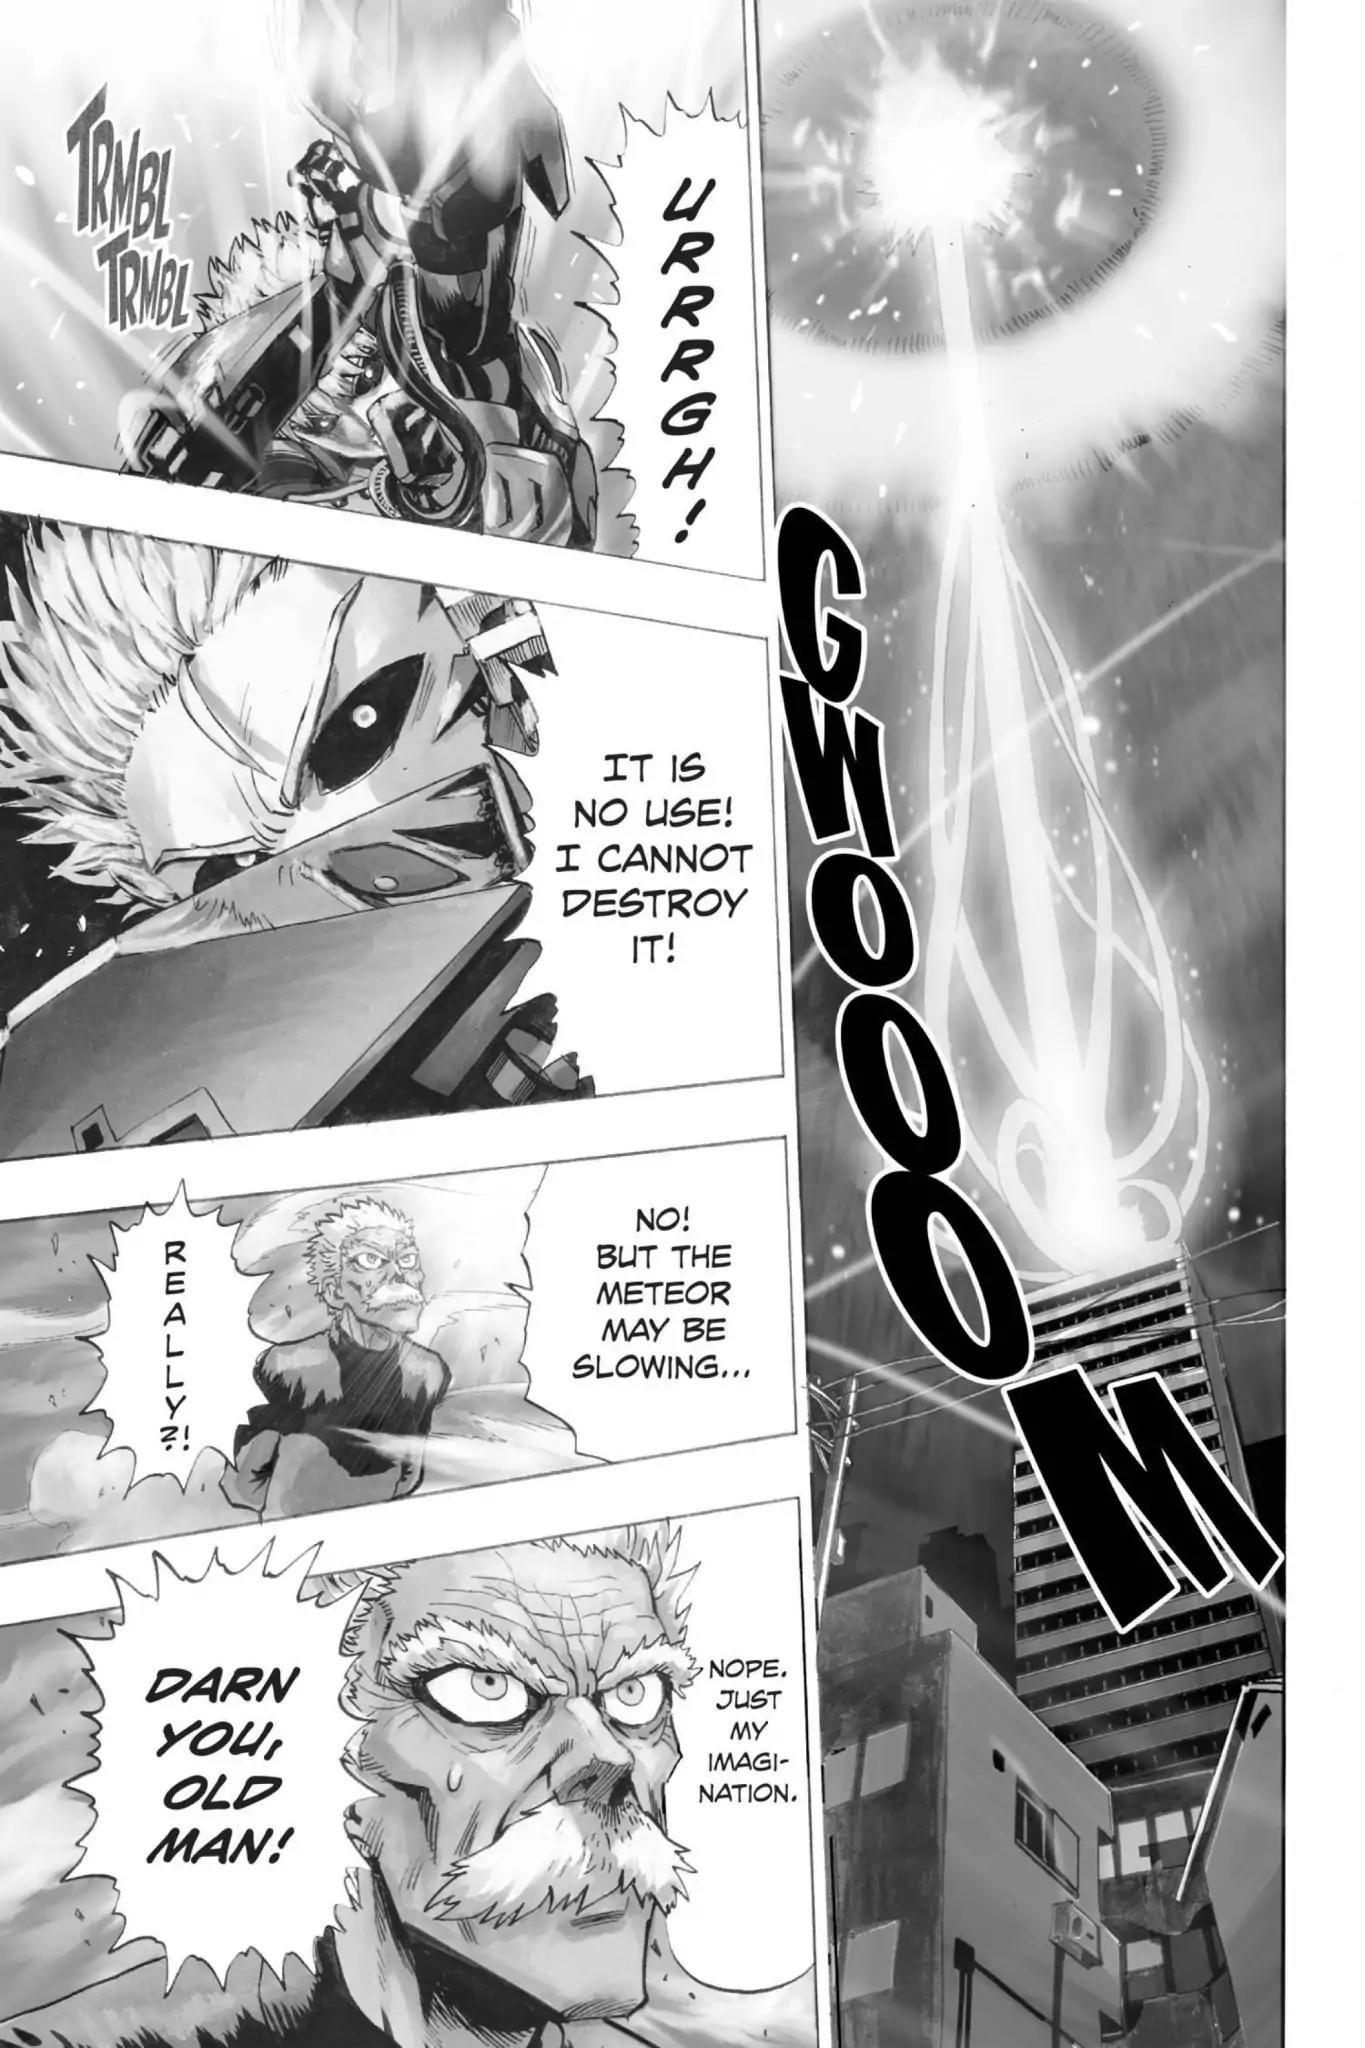 GWOOOOM
URRRGH!
TRMBL
TRMBL
IT IS
NO USE!
I CANNOT
DESTROY
IT!
NO!
BUT THE
METEOR
MAY BE
SLOWING...
REALLY?!
NOPE.
JUST
MY
IMAGI-
NATION.
DARN
YOU,
OLD
MAN!